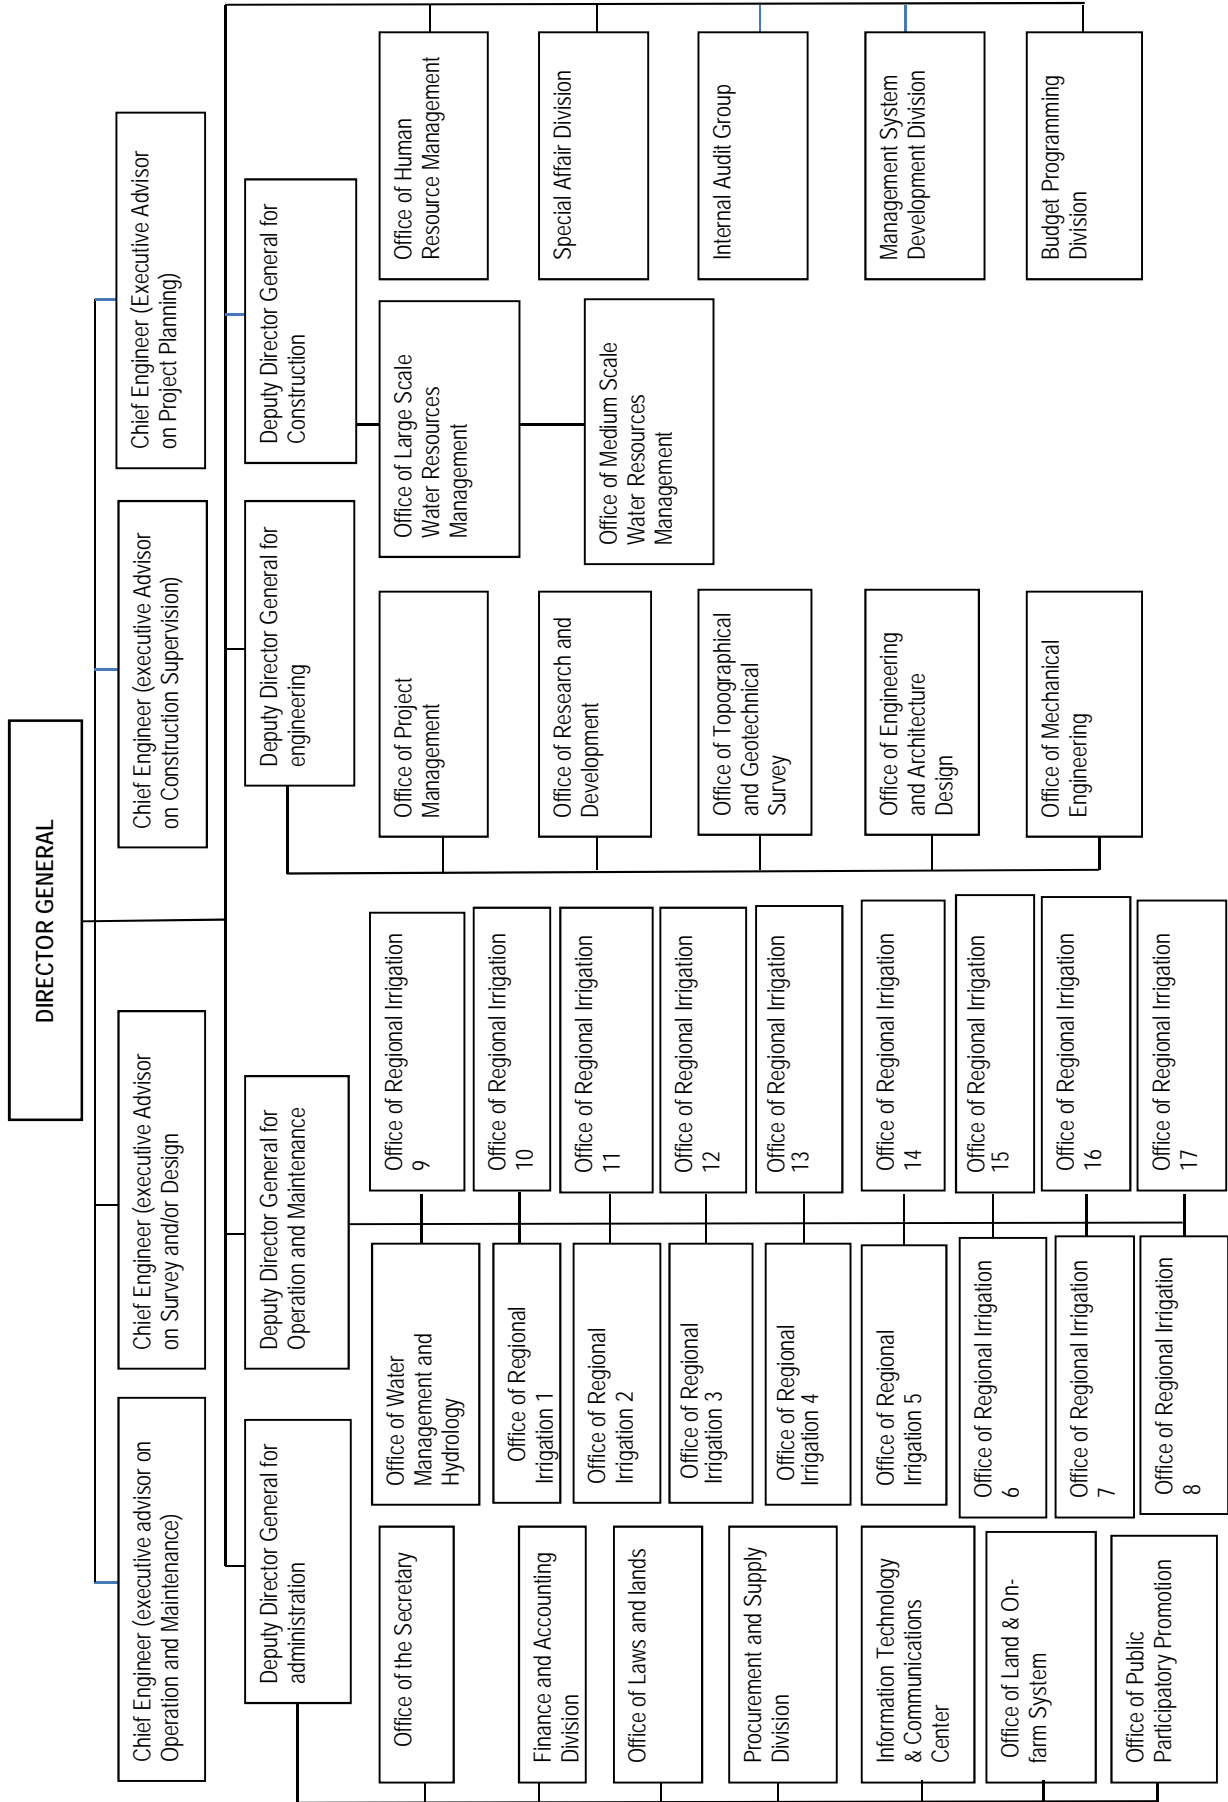 DIRECTOR GENERAL
Chief Engineer (executive advisor on
Operation and Maintenance)
Chief Engineer (executive Advisor
on Survey and/or Design
Chief Engineer (executive Advisor
on Construction Supervision)
Chief Engineer (Executive Advisor
on Project Planning)
Deputy Director General for
administration
Deputy Director General for
Operation and Maintenance
Deputy Director General for
engineering
Deputy Director General for
Construction
Office of the Secretary
Finance and Accounting
Division
Office of Laws and lands
Procurement and Supply
Division
Information Technology
& Communications
Center
Office of Land & On-
farm System
Office of Public
Participatory Promotion
Office of Water
Management and
Hydrology
Office of Regional
Irrigation 1
Office of Regional
Irrigation 2
Office of Regional
Irrigation 3
Office of Regional
Irrigation 4
Office of Regional
Irrigation 5
Office of Regional Irrigation
6
Office of Regional Irrigation
7
Office of Regional Irrigation
8
Office of Regional Irrigation
9
Office of Regional Irrigation
10
Office of Regional Irrigation
11
Office of Regional Irrigation
12
Office of Regional Irrigation
13
Office of Regional Irrigation
14
Office of Regional Irrigation
15
Office of Regional Irrigation
16
Office of Regional Irrigation
17
Office of Project
Management
Office of Research and
Development
Office of Topographical
and Geotechnical
Survey
Office of Engineering
and Architecture
Design
Office of Mechanical
Engineering
Office of Large Scale
Water Resources
Management
Office of Medium Scale
Water Resources
Management
Office of Human
Resource Management
Special Affair Division
Internal Audit Group
Management System
Development Division
Budget Programming
Division